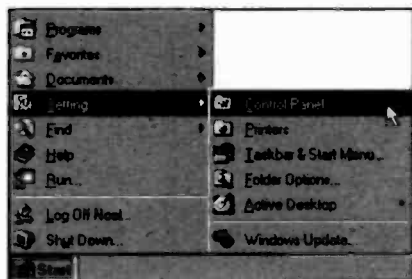 Programs
Favorites
Documents
Setting
Find
Help
Run...
Log Off Noel...
Shut Down...
Start
Control Panel
Printers
Taskbar & Start Menu...
Folder Options...
Active Desktop
Windows Update...